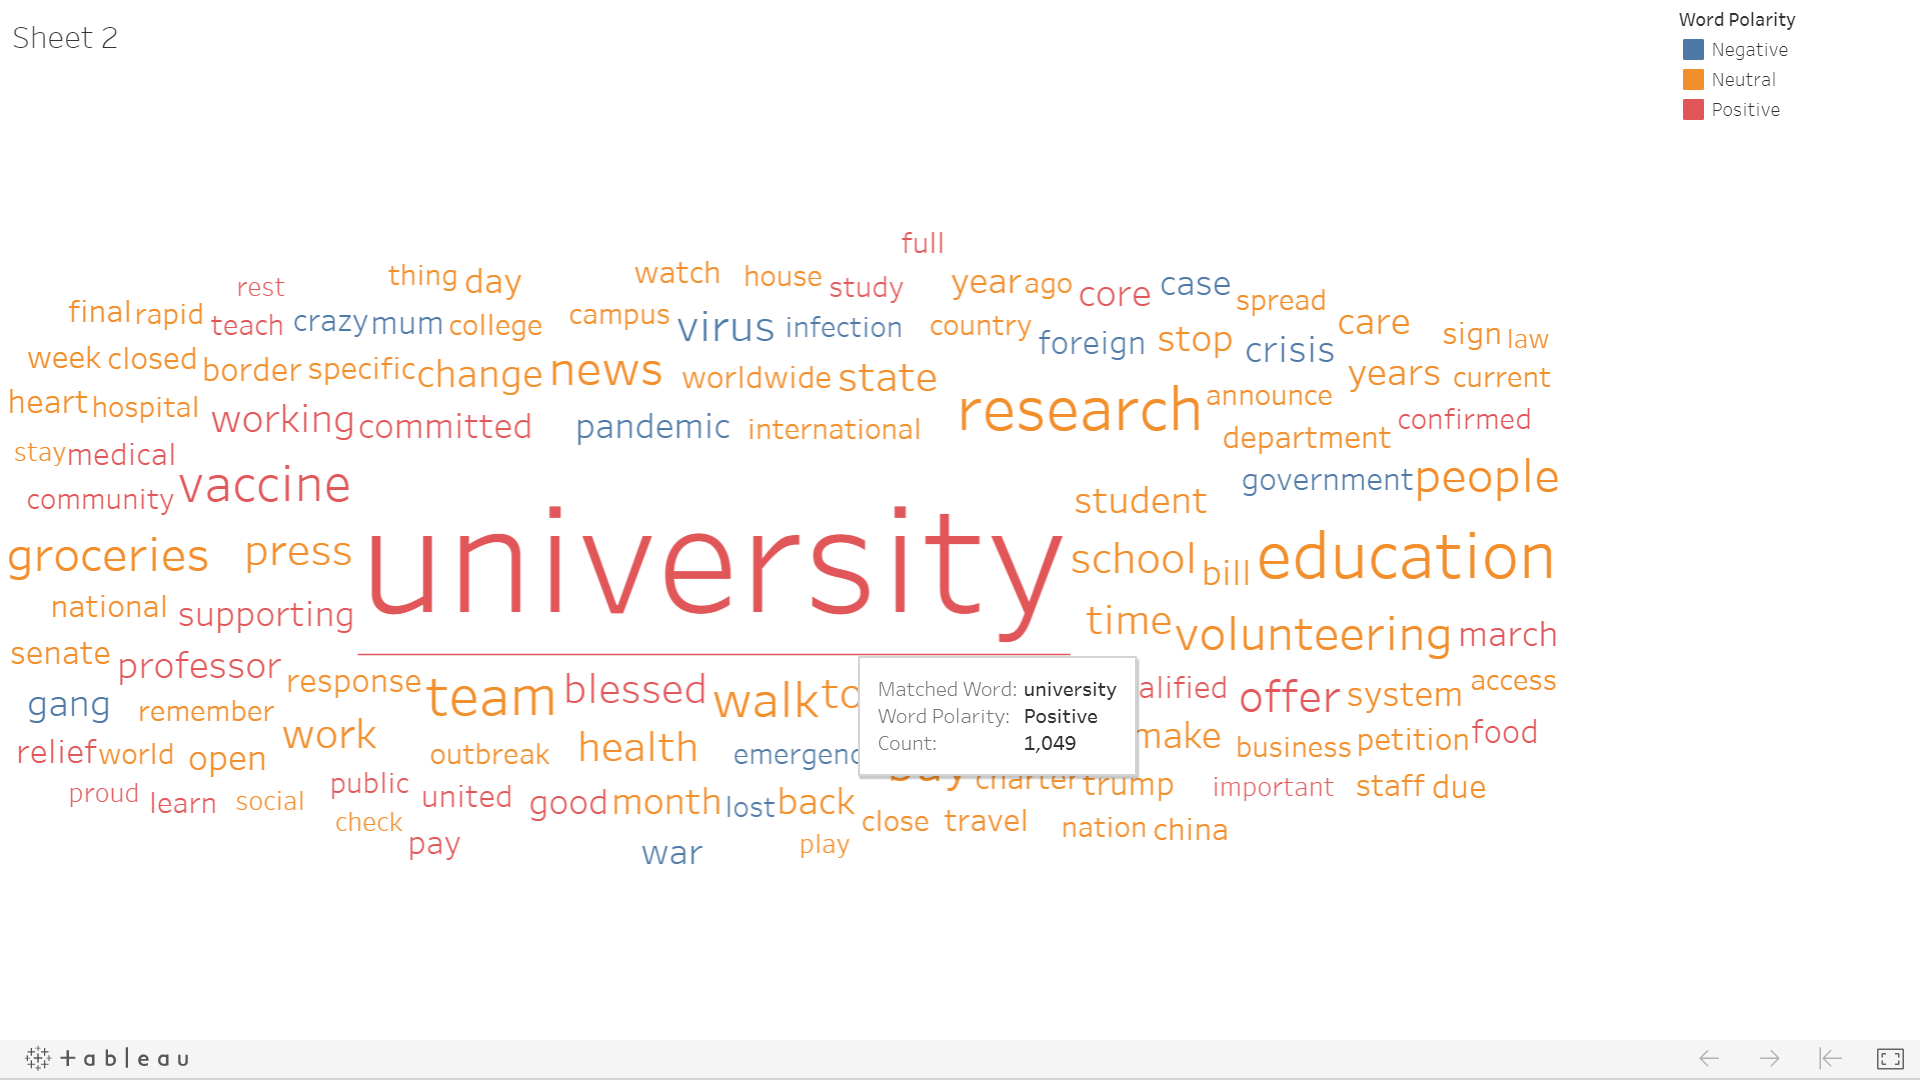 Sheet 2
Word Polarity
Negative
Neutral
Positive
full
rest thing day watch house study year ago core case spread
final rapid teach crazy mum college campus virus infection country foreign stop crisis care sign law
week closed border specific change news worldwide state years current
heart hospital working committed pandemic international research announce department confirmed
stay medical vaccine government people
community student
groceries press university school bill education
national supporting time volunteering march
senate professor response team blessed walk offer system access
Matched Word: university
Word Polarity: Positive
Count: 1,049
gang remember work make business petition food
relief world open outbreak health
proud learn social public united good month lost back charter trump important staff due
check pay close travel nation china
war play
+ a b | e a u